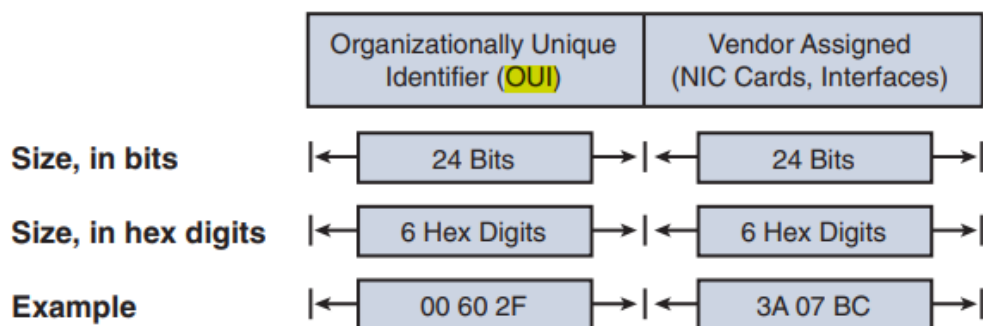 Organizationally Unique
Identifier (OUI)
Vendor Assigned
(NIC Cards, Interfaces)
Size, in bits
24 Bits
24 Bits
Size, in hex digits
6 Hex Digits
6 Hex Digits
Example
00 60 2F
3A 07 BC